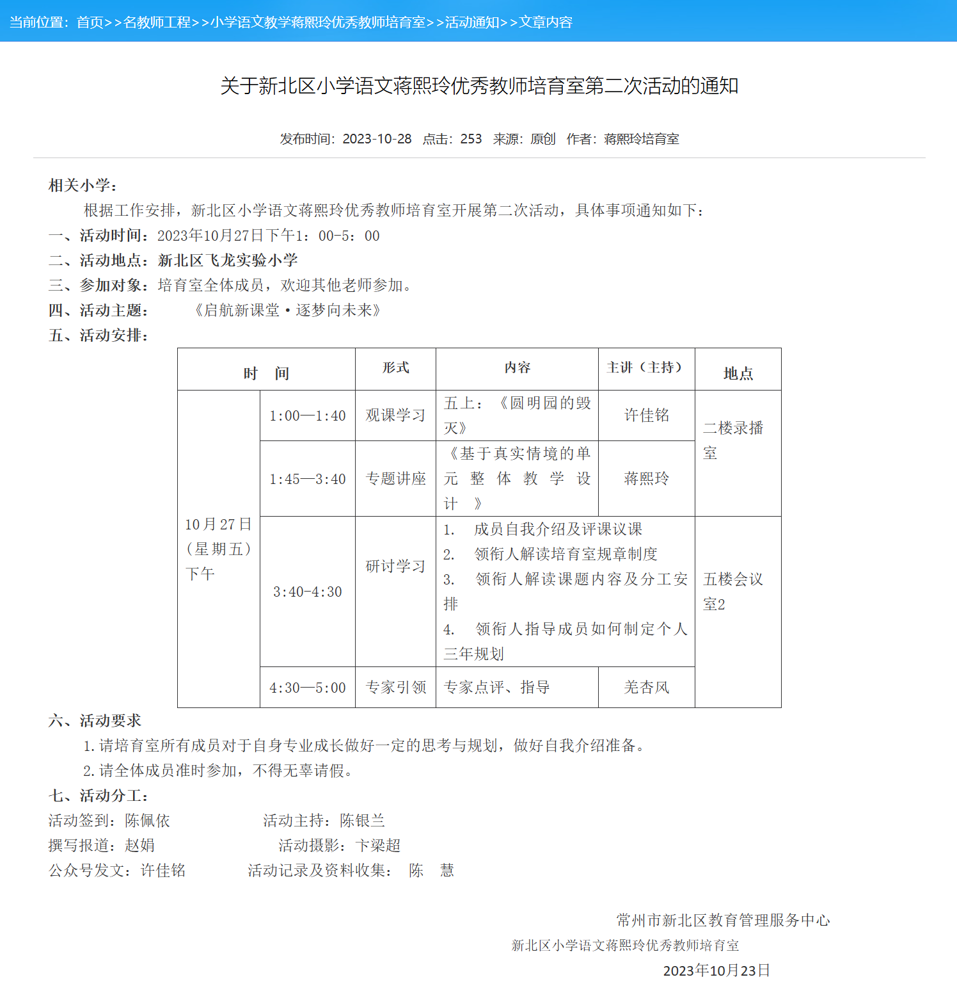 当前位置：首页>>名教师工程>>小学语文教学蒋熙玲优秀教师培育室>>活动通知>>文章内容
关于新北区小学语文蒋熙玲优秀教师培育室第二次活动的通知
发布时间：2023-10-28 点击：253 来源：原创 作者：蒋熙玲培育室
相关小学：
根据工作安排，新北区小学语文蒋熙玲优秀教师培育室开展第二次活动，具体事项通知如下：
一、活动时间：2023年10月27日下午1：00-5：00
二、活动地点：新北区飞龙实验小学
三、参加对象：培育室全体成员，欢迎其他老师参加。
四、活动主题： 《启航新课堂·逐梦向未来》
五、活动安排：
时 间 形式 内容 主讲（主持） 地点
10月27日
(星期五)
下午
1:00—1:40 观课学习
五上：《圆明园的毁
灭》
许佳铭
二楼录播
室
1:45—3:40 专题讲座
《基于真实情境的单
元整体教学设
计 》
蒋熙玲
3:40-4:30 研讨学习
1. 成员自我介绍及评课议课
2. 领衔人解读培育室规章制度
3. 领衔人解读课题内容及分工安
排
4. 领衔人指导成员如何制定个人
三年规划
五楼会议
室2
4:30—5:00 专家引领 专家点评、指导 羌杏风
六、活动要求
1.请培育室所有成员对于自身专业成长做好一定的思考与规划，做好自我介绍准备。
2.请全体成员准时参加，不得无辜请假。
七、活动分工：
活动签到：陈佩依 活动主持：陈银兰
撰写报道：赵娟 活动摄影：卞梁超
公众号发文：许佳铭 活动记录及资料收集： 陈 慧
常州市新北区教育管理服务中心
新北区小学语文蒋熙玲优秀教师培育室
2023年10月23日